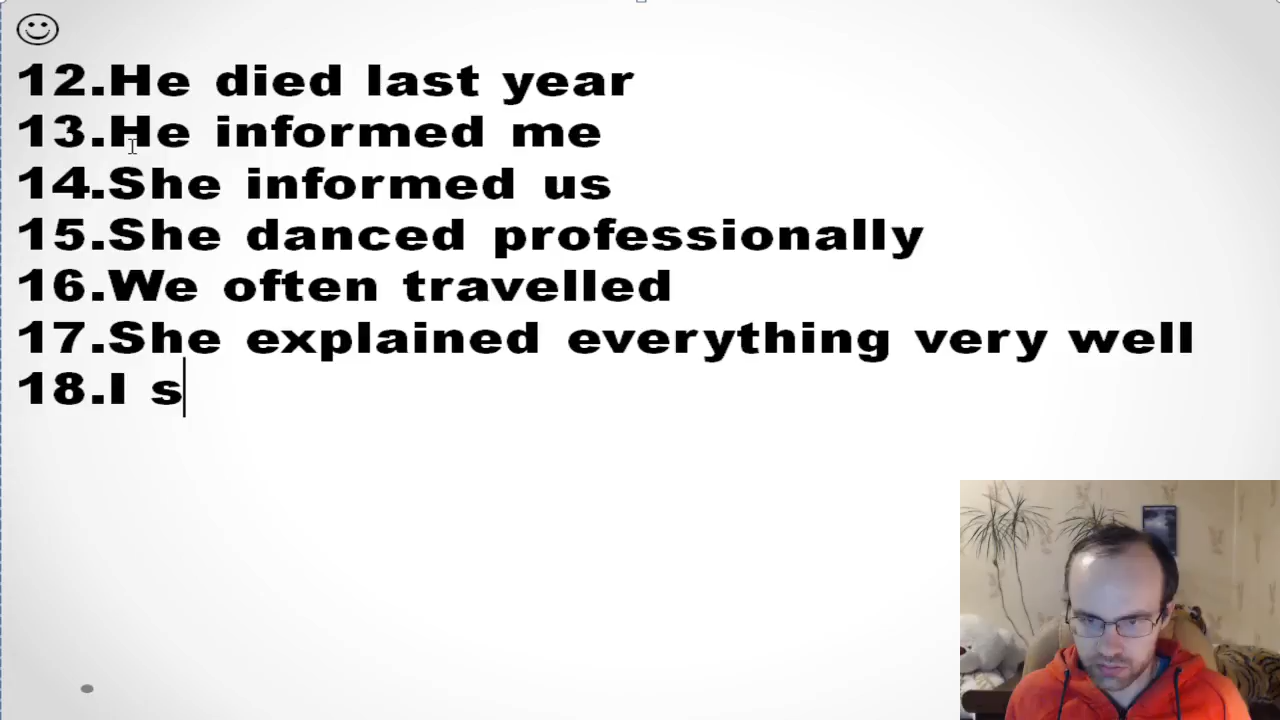 12.He died last year
13.He informed me
14.She informed us
15.She danced professionally
16.We often travelled
17.She explained everything very well
18.I s